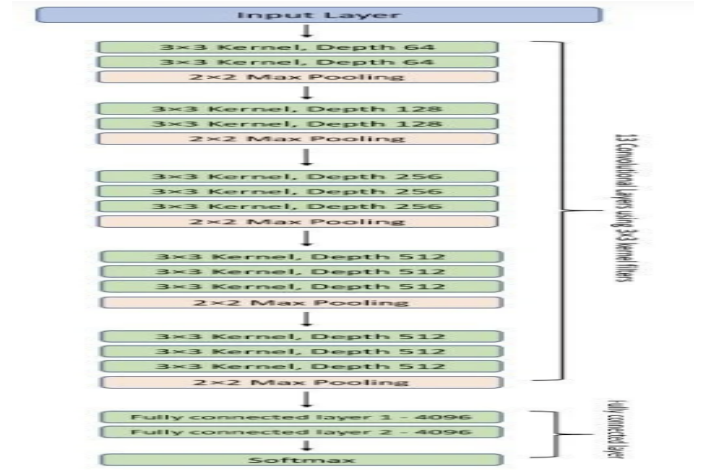 Input Layer
3×3 Kernel, Depth 64
3×3 Kernel, Depth 64
2×2 Max Pooling
3×3 Kernel, Depth 128
3×3 Kernel, Depth 128
2×2 Max Pooling
3×3 Kernel, Depth 256
3×3 Kernel, Depth 256
3×3 Kernel, Depth 256
2×2 Max Pooling
3×3 Kernel, Depth 512
3×3 Kernel, Depth 512
3×3 Kernel, Depth 512
2×2 Max Pooling
3×3 Kernel, Depth 512
3×3 Kernel, Depth 512
3×3 Kernel, Depth 512
2×2 Max Pooling
Fully connected layer 1 - 4096
Fully connected layer 2 - 4096
Softmax
13 Convolutional Layers using 3×3 kernel filters
Fully connected layer